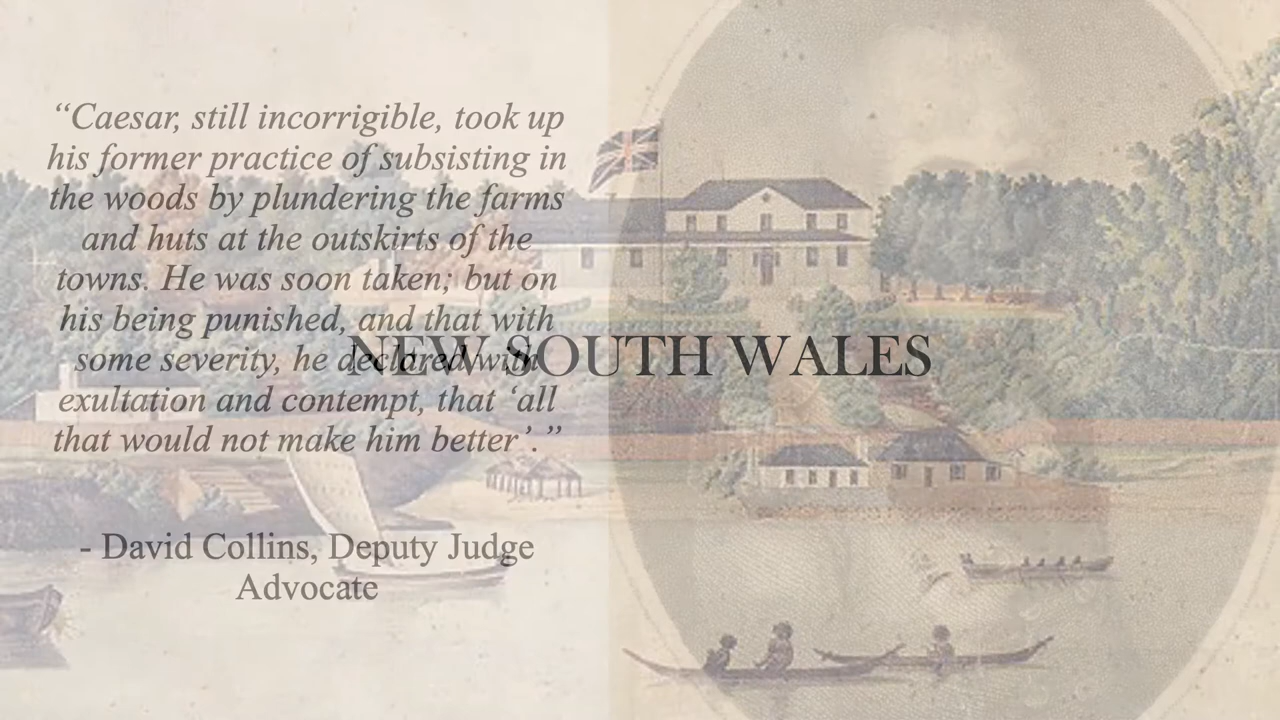 “Caesar, still incorrigible, took up
his former practice of subsisting in
the woods by plundering the farms
and huts at the outskirts of the
towns. He was soon taken; but on
his being punished, and that with
some severity, he declared with
exultation and contempt, that ‘all
that would not make him better’.”
NEW SOUTH WALES
- David Collins, Deputy Judge
Advocate